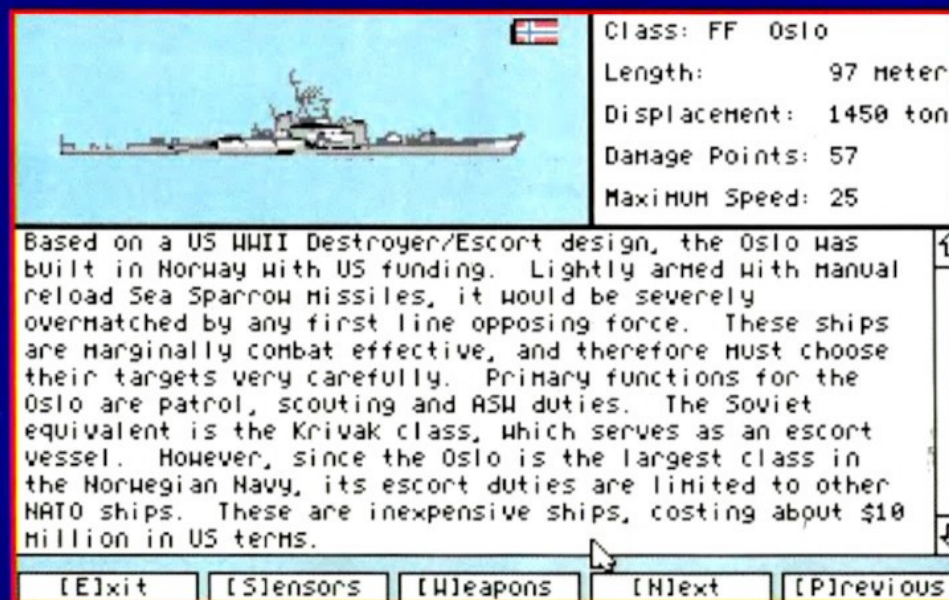 Class: FF Oslo
Length: 97 meter
Displacement: 1450 ton
Damage Points: 57
Maximum Speed: 25
Based on a US WWII Destroyer/Escort design, the Oslo was
built in Norway with US funding. Lightly armed with manual
reload Sea Sparrow missiles, it would be severely
overmatched by any first line opposing force. These ships
are marginally combat effective, and therefore must choose
their targets very carefully. Primary functions for the
Oslo are patrol, scouting and ASW duties. The Soviet
equivalent is the Krivak class, which serves as an escort
vessel. However, since the Oslo is the largest class in
the Norwegian Navy, its escort duties are limited to other
NATO ships. These are inexpensive ships, costing about $10
million in US terms.
[E]xit [S]ensors [W]eapons [N]ext [P]revious